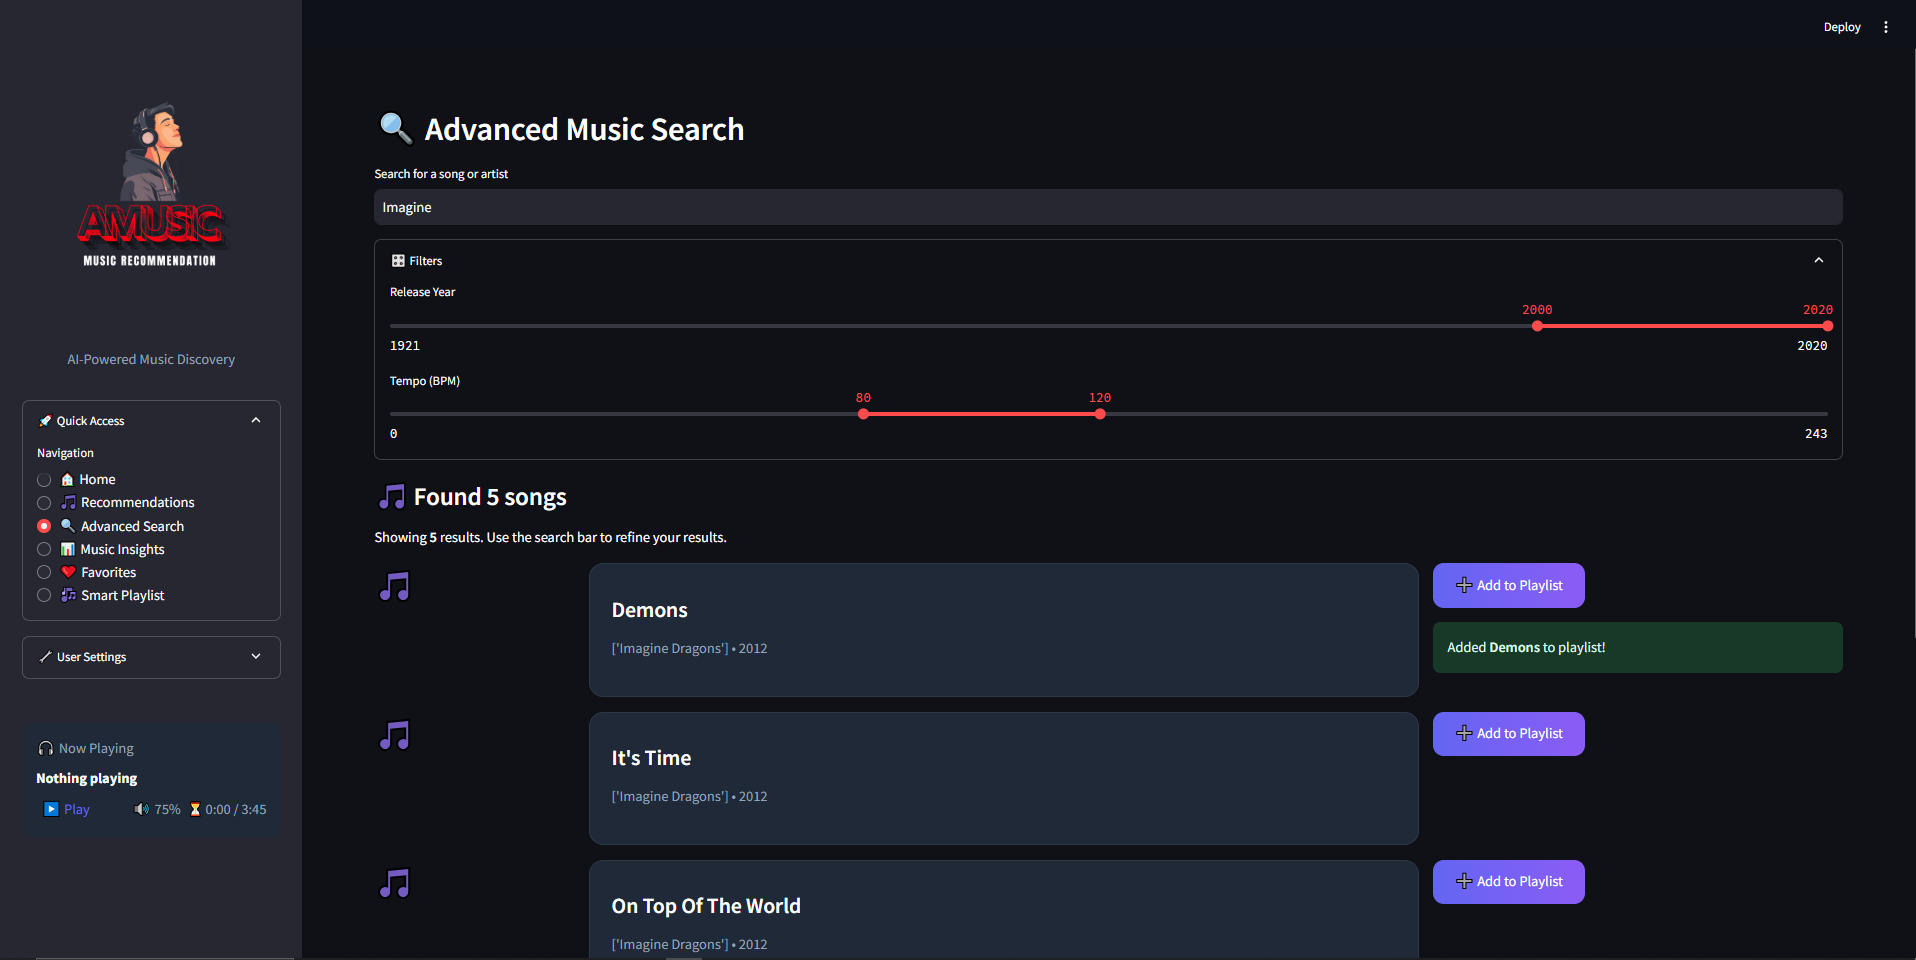 Deploy
AMUSIC
MUSIC RECOMMENDATION
AI-Powered Music Discovery
Quick Access
Navigation
Home
Recommendations
Advanced Search
Music Insights
Favorites
Smart Playlist
User Settings
Now Playing
Nothing playing
Play 75% 0:00 / 3:45
Advanced Music Search
Search for a song or artist
Imagine
Filters
Release Year
2000 2020
1921 2020
Tempo (BPM)
80 120
0 243
Found 5 songs
Showing 5 results. Use the search bar to refine your results.
Demons
['Imagine Dragons'] • 2012
Add to Playlist
Added Demons to playlist!
It's Time
['Imagine Dragons'] • 2012
Add to Playlist
On Top Of The World
['Imagine Dragons'] • 2012
Add to Playlist